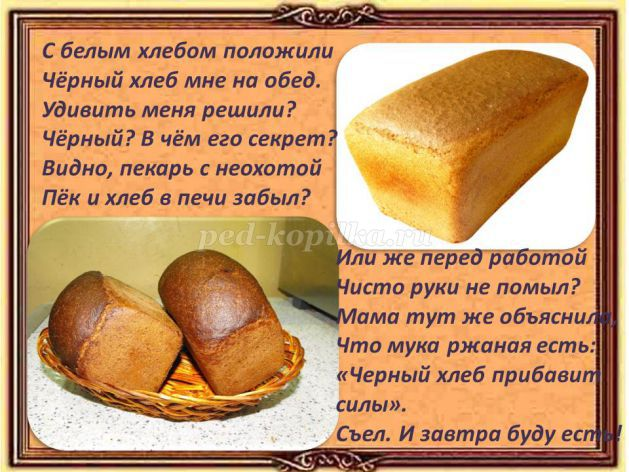 С белым хлебом положили
Чёрный хлеб мне на обед.
Удивить меня решили?
Чёрный? В чём его секрет?
Видно, пекарь с неохотой
Пёк и хлеб в печи забыл?
ped-kopilka.ru
Или же перед работой
Чисто руки не помыл?
Мама тут же объяснила,
Что мука ржаная есть:
«Черный хлеб прибавит
силы».
Съел. И завтра буду есть!